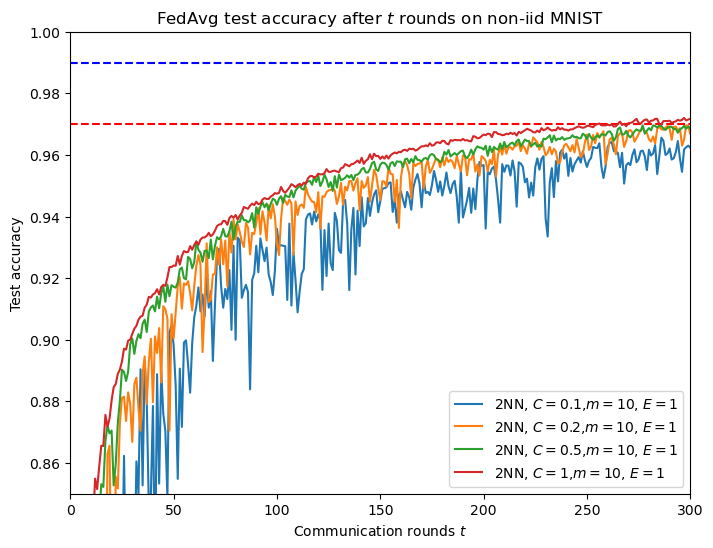 FedAvg test accuracy after t rounds on non-iid MNIST
1.00
0.98
0.96
0.94
0.92
0.90
0.88
0.86
Test accuracy
2NN, C = 0.1,m = 10, E = 1
2NN, C = 0.2,m = 10, E = 1
2NN, C = 0.5,m = 10, E = 1
2NN, C = 1,m = 10, E = 1
0 50 100 150 200 250 300
Communication rounds t